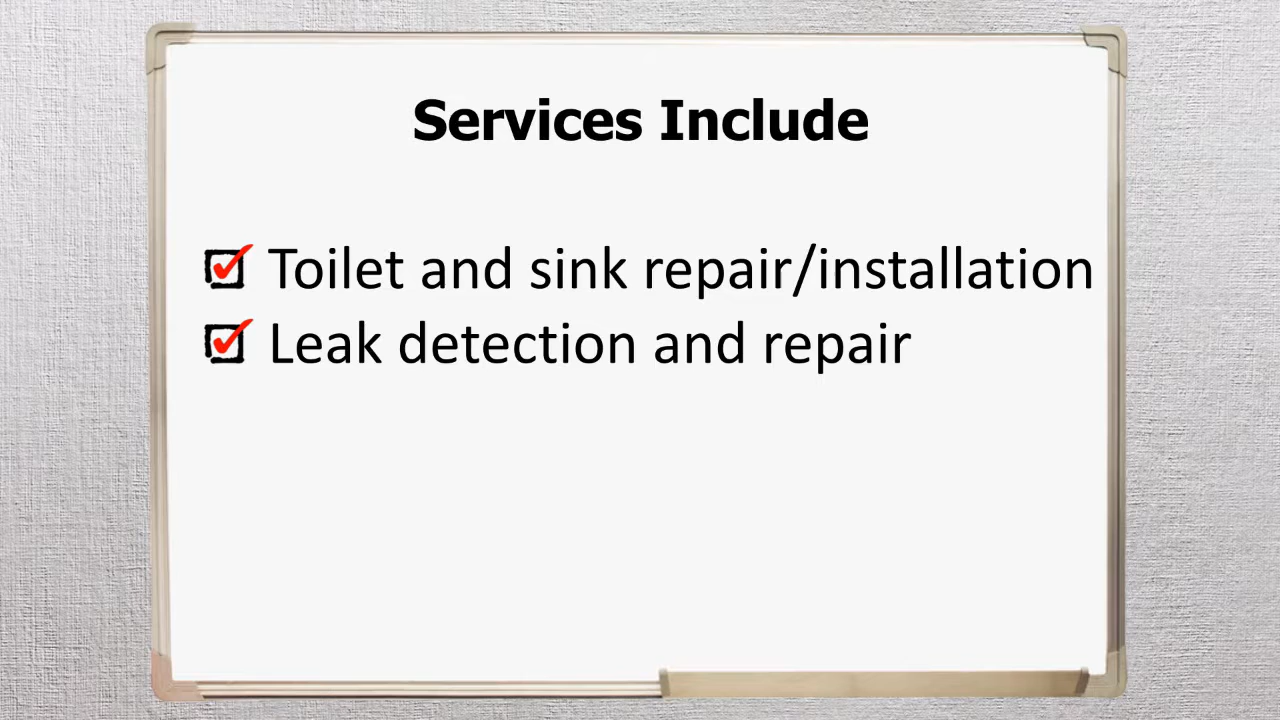 Services Include
Toilet and sink repair/installation
Leak detection and repair